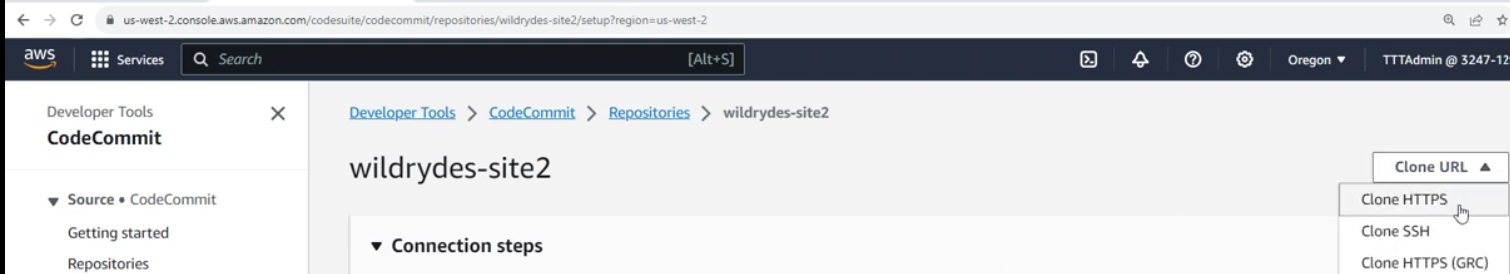 us-west-2.console.aws.amazon.com/codesuite/codecommit/repositories/wildrydes-site2/setup?region=us-west-2
aws Services Search [Alt+S] Oregon ▼ TTTAdmin @ 3247-12
Developer Tools
CodeCommit
Developer Tools > CodeCommit > Repositories > wildrydes-site2
wildrydes-site2
Clone URL ▲
▼ Source • CodeCommit
Getting started
Repositories
▼ Connection steps
Clone HTTPS
Clone SSH
Clone HTTPS (GRC)